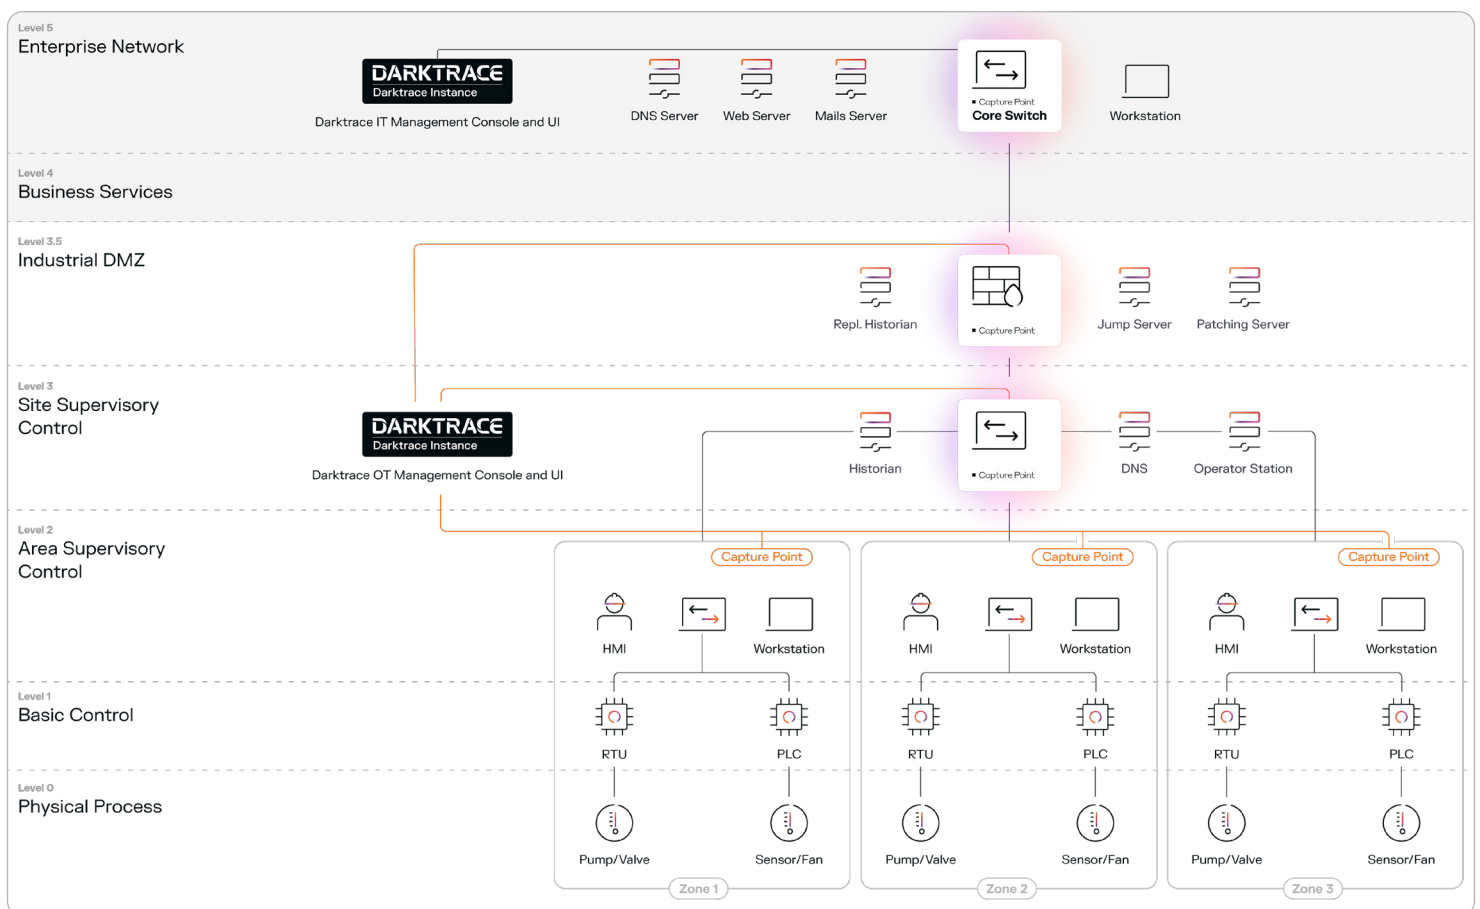 Level 5
Enterprise Network
DARKTRACE
Darktrace Instance
Darktrace IT Management Console and UI
DNS Server
Web Server
Mails Server
▪ Capture Point
Core Switch
Workstation
Level 4
Business Services
Level 3.5
Industrial DMZ
Repl. Historian
▪ Capture Point
Jump Server
Patching Server
Level 3
Site Supervisory
Control
DARKTRACE
Darktrace Instance
Darktrace OT Management Console and UI
Historian
▪ Capture Point
DNS
Operator Station
Level 2
Area Supervisory
Control
Capture Point
Capture Point
Capture Point
HMI
Workstation
HMI
Workstation
HMI
Workstation
Level 1
Basic Control
RTU
PLC
RTU
PLC
RTU
PLC
Level 0
Physical Process
Pump/Valve
Sensor/Fan
Pump/Valve
Sensor/Fan
Pump/Valve
Sensor/Fan
Zone 1
Zone 2
Zone 3